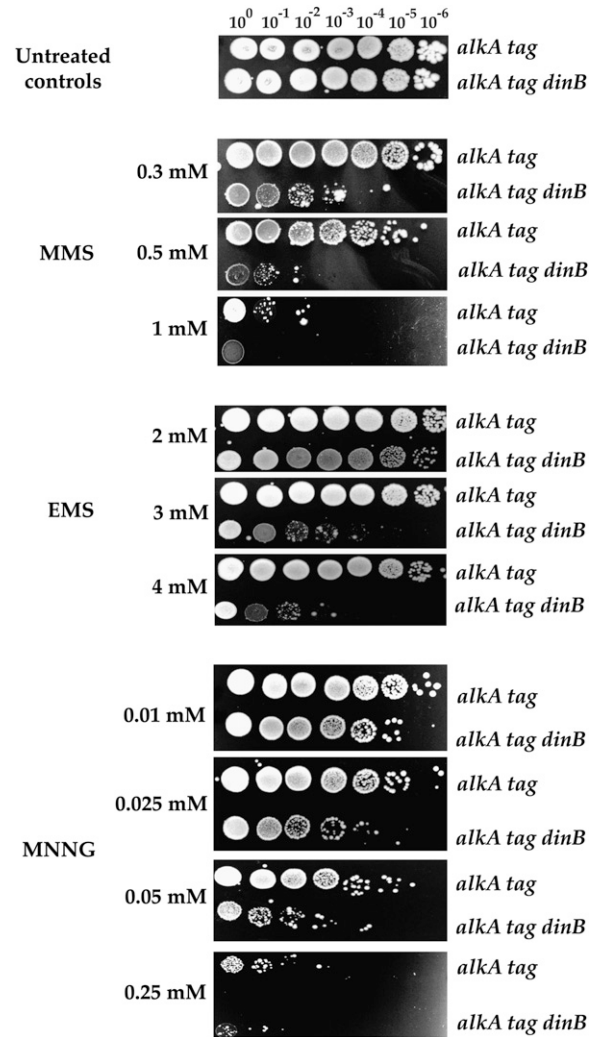 10⁰ 10⁻¹ 10⁻² 10⁻³ 10⁻⁴ 10⁻⁵ 10⁻⁶
Untreated
controls
alkA tag
alkA tag dinB
MMS
0.3 mM
alkA tag
alkA tag dinB
0.5 mM
alkA tag
alkA tag dinB
1 mM
alkA tag
alkA tag dinB
EMS
2 mM
alkA tag
alkA tag dinB
3 mM
alkA tag
alkA tag dinB
4 mM
alkA tag
alkA tag dinB
MNNG
0.01 mM
alkA tag
alkA tag dinB
0.025 mM
alkA tag
alkA tag dinB
0.05 mM
alkA tag
alkA tag dinB
0.25 mM
alkA tag
alkA tag dinB